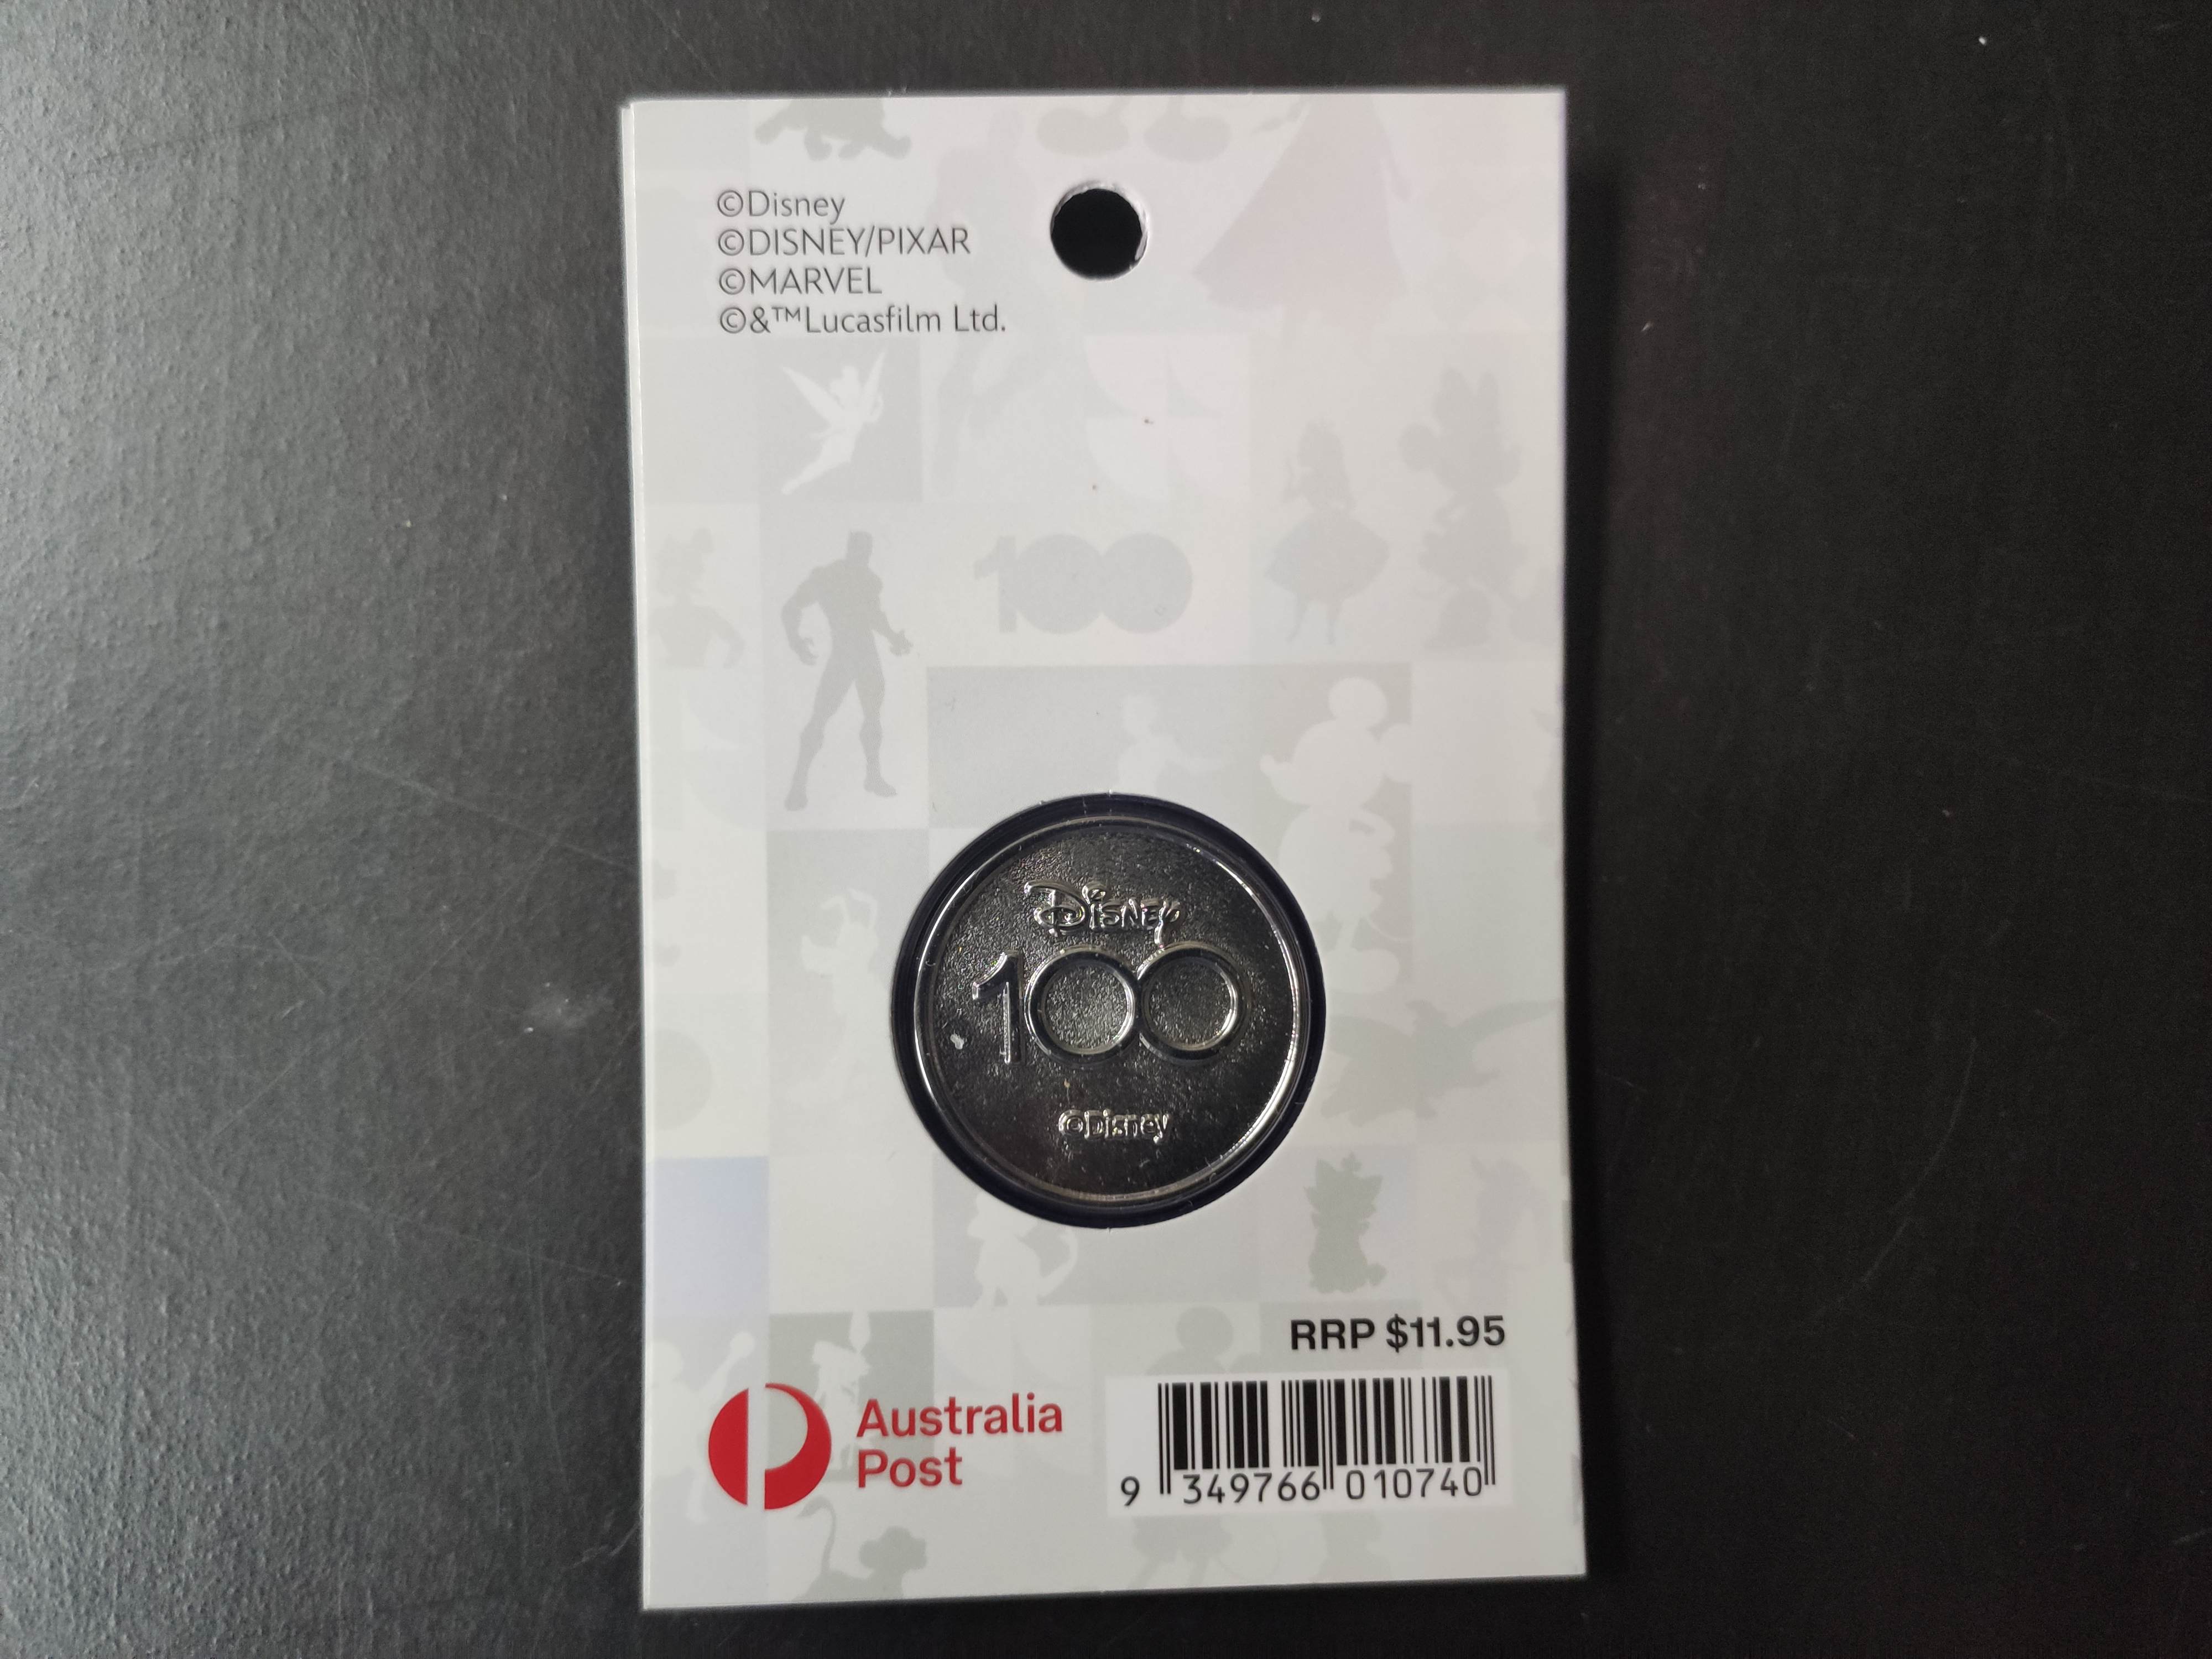 ©Disney
©DISNEY/PIXAR
©MARVEL
©&™Lucasfilm Ltd.
100
Disney
100
©Disney
RRP $11.95
Australia
Post
9 349766 010740